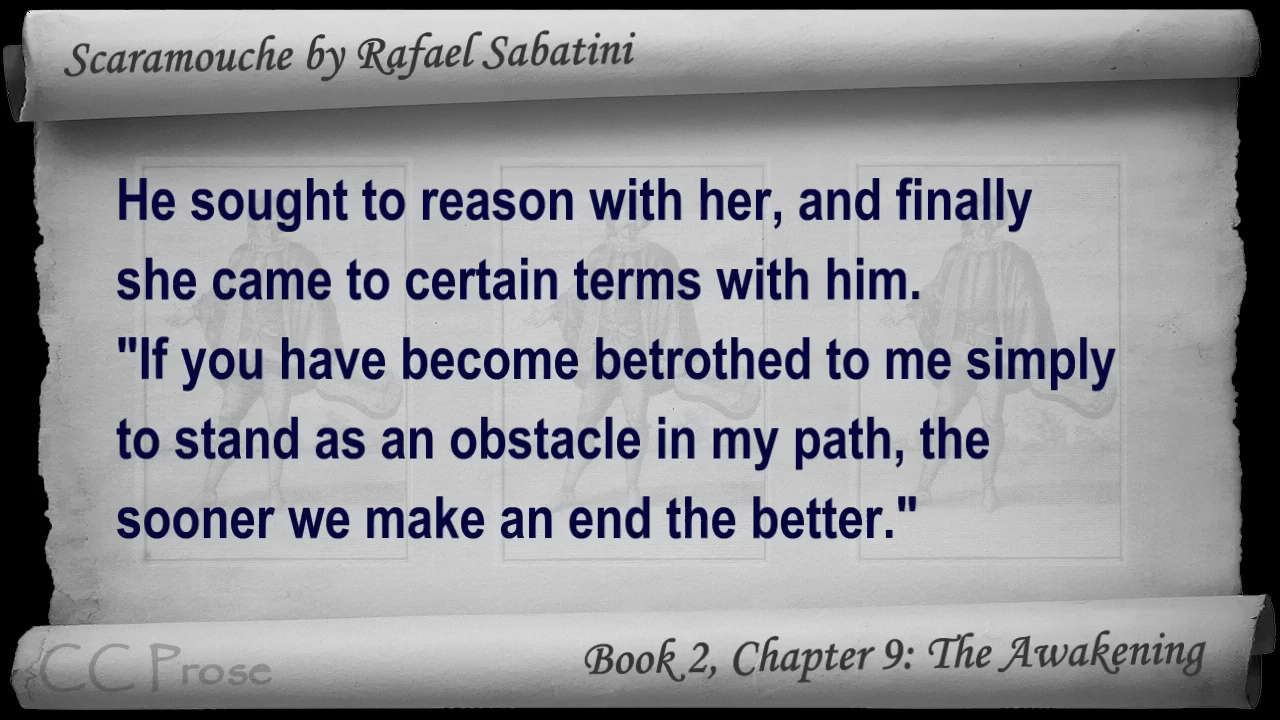 Scaramouche by Rafael Sabatini
He sought to reason with her, and finally
she came to certain terms with him.
"If you have become betrothed to me simply
to stand as an obstacle in my path, the
sooner we make an end the better."
CC Prose
Book 2, Chapter 9: The Awakening